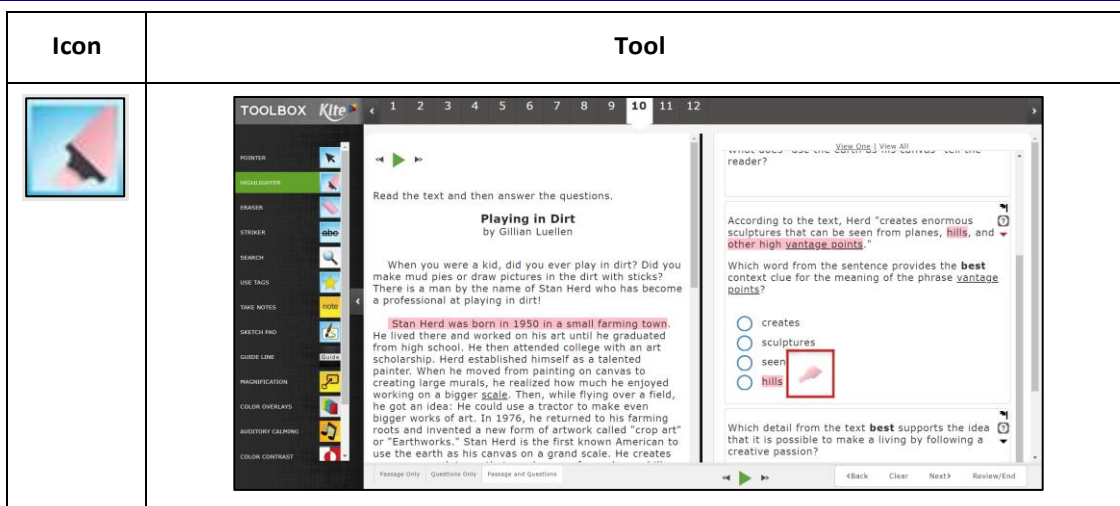 Icon
Tool
TOOLBOX Kite
1 2 3 4 5 6 7 8 9 10 11 12
POINTER
HIGHLIGHTER
ERASER
STRIKER
abc
SEARCH
USE TAGS
TAKE NOTES
note
SKETCH PAD
GUIDE LINE
Guide
MAGNIFICATION
COLOR OVERLAYS
AUDITORY CALMING
COLOR CONTRAST
Read the text and then answer the questions.
Playing in Dirt
by Gillian Luellen
When you were a kid, did you ever play in dirt? Did you
make mud pies or draw pictures in the dirt with sticks?
There is a man by the name of Stan Herd who has become
a professional at playing in dirt!
Stan Herd was born in 1950 in a small farming town.
He lived there and worked on his art until he graduated
from high school. He then attended college with an art
scholarship. Herd established himself as a talented
painter. When he moved from painting on canvas to
creating large murals, he realized how much he enjoyed
working on a bigger scale. Then, while flying over a field,
he got an idea: He could use a tractor to make even
bigger works of art. In 1976, he returned to his farming
roots and invented a new form of artwork called "crop art"
or "Earthworks." Stan Herd is the first known American to
use the earth as his canvas on a grand scale. He creates
Passage Only Questions Only Passage and Questions
View One | View All
What does "use the earth as his canvas" tell the
reader?
According to the text, Herd "creates enormous
sculptures that can be seen from planes, hills, and
other high vantage points."
Which word from the sentence provides the best
context clue for the meaning of the phrase vantage
points?
creates
sculptures
seen
hills
Which detail from the text best supports the idea
that it is possible to make a living by following a
creative passion?
‹Back Clear Next› Review/End